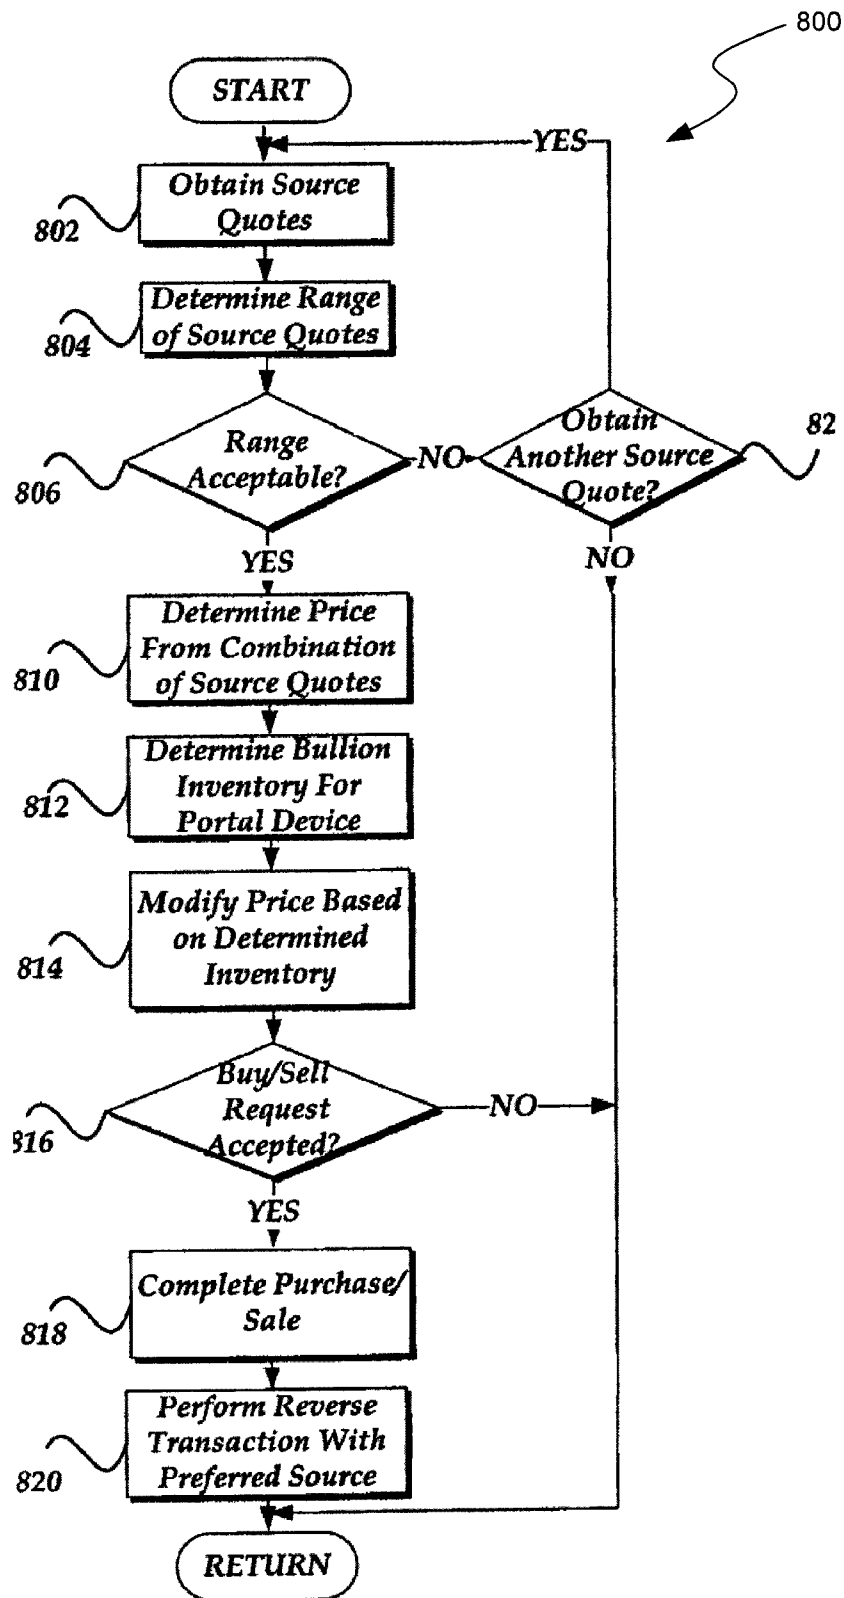 800
START
YES
Obtain Source
Quotes
802
Determine Range
of Source Quotes
804
Range
Acceptable?
806
NO
Obtain
Another Source
Quote?
82
YES
NO
Determine Price
From Combination
of Source Quotes
810
Determine Bullion
Inventory For
Portal Device
812
Modify Price Based
on Determined
Inventory
814
Buy/Sell
Request
Accepted?
816
NO
YES
Complete Purchase/
Sale
818
Perform Reverse
Transaction With
Preferred Source
820
RETURN